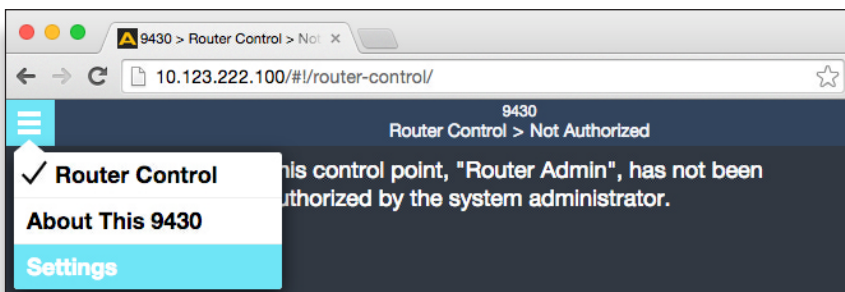 9430 > Router Control > Not
10.123.222.100/#!/router-control/
9430
Router Control > Not Authorized
his control point, "Router Admin", has not been
uthorized by the system administrator.
Router Control
About This 9430
Settings